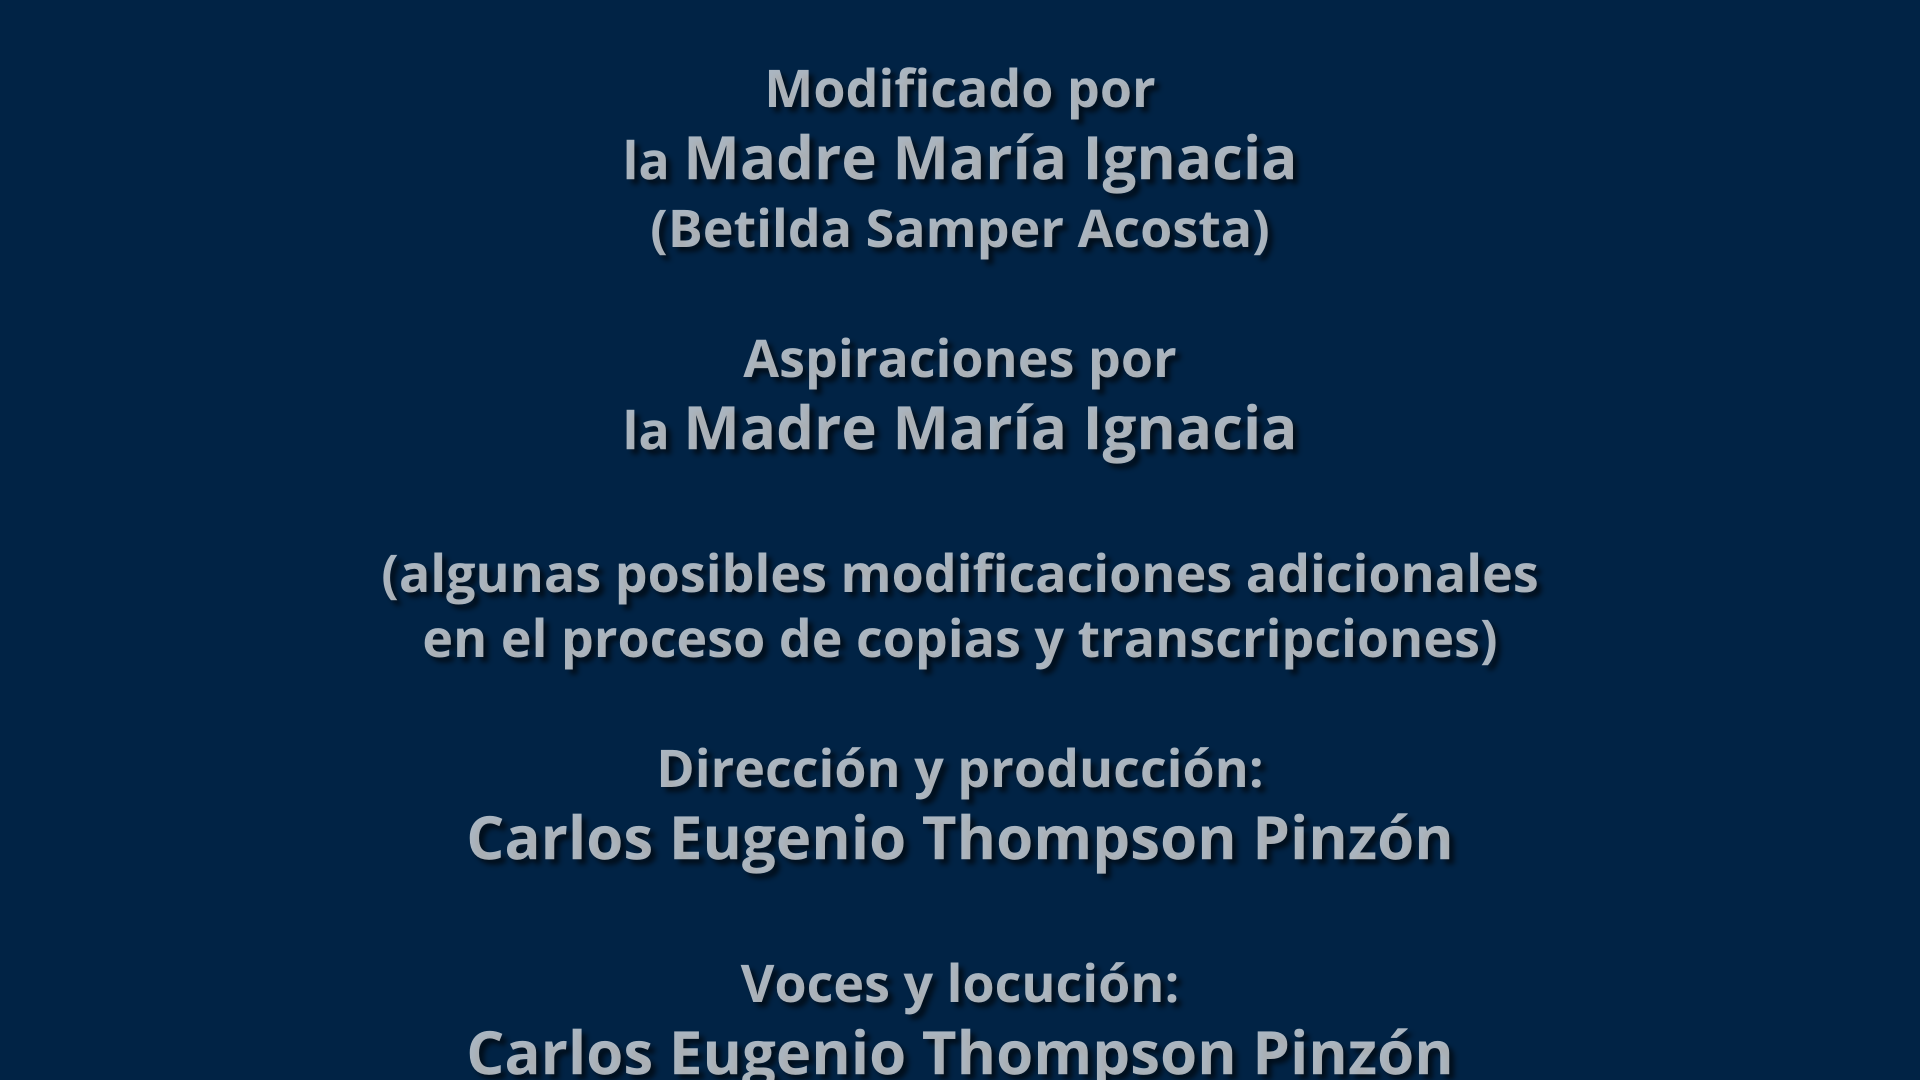 Modificado por
la Madre María Ignacia
(Betilda Samper Acosta)
Aspiraciones por
la Madre María Ignacia
(algunas posibles modificaciones adicionales
en el proceso de copias y transcripciones)
Dirección y producción:
Carlos Eugenio Thompson Pinzón
Voces y locución:
Carlos Eugenio Thompson Pinzón